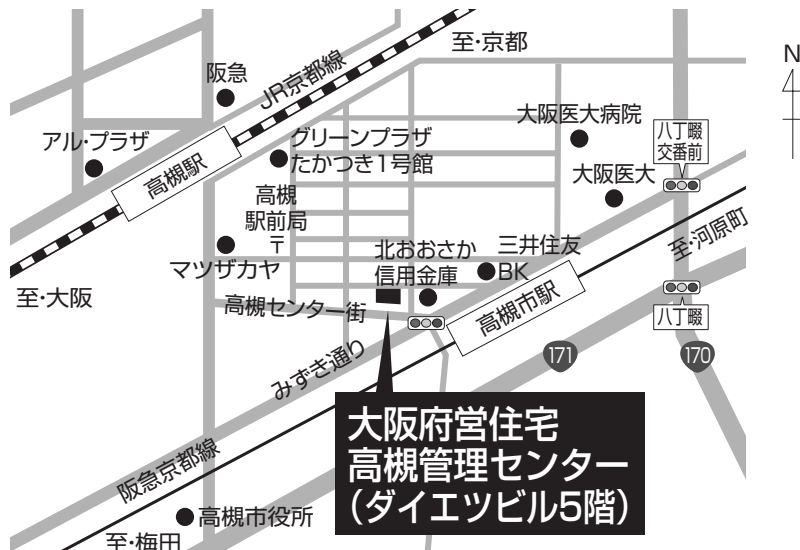 至・京都
N
阪急
JR京都線
アル・プラザ
グリーンプラザ
たかつき1号館
大阪医大病院
八丁畷
交番前
高槻駅
大阪医大
高槻
駅前局
〒
マツザカヤ
北おおさか
信用金庫
三井住友
BK
至・河原町
至・大阪
高槻センター街
高槻市駅
八丁畷
みずき通り
171
170
大阪府営住宅
高槻管理センター
（ダイエツビル5階）
阪急京都線
高槻市役所
至・梅田